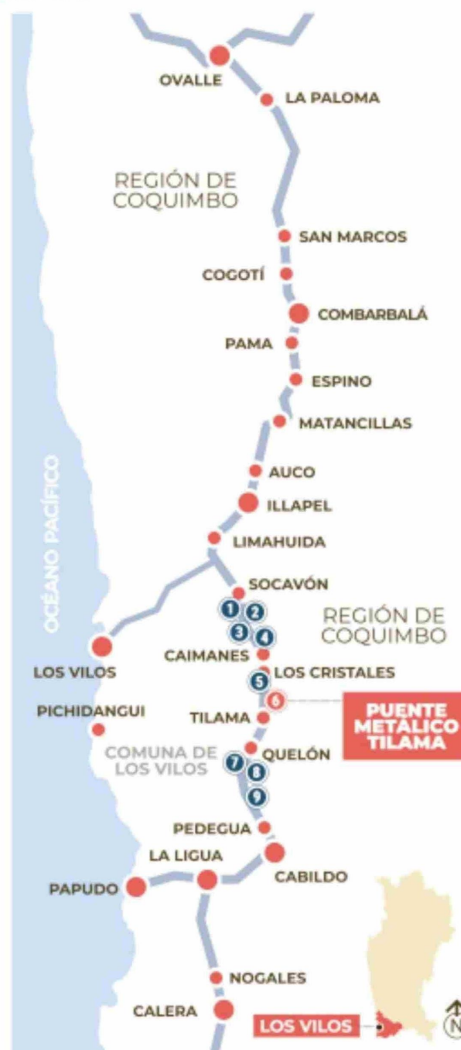 OVALLE
LA PALOMA
REGIÓN DE
COQUIMBO
SAN MARCOS
COGOTÍ
COMBARBALÁ
PAMA
ESPINO
MATANCILLAS
AUCO
ILLAPEL
OCÉANO PACÍFICO
LIMAHUIDA
SOCAVÓN
1 2
3 4
REGIÓN DE
COQUIMBO
LOS VILOS
CAIMANES
LOS CRISTALES
5
6
PUENTE
METÁLICO
TILAMA
PICHIDANGUI
TILAMA
COMUNA DE
LOS VILOS
QUELÓN
7 8
9
PEDEGUA
LA LIGUA
CABILDO
PAPUDO
NOGALES
CALERA
LOS VILOS
N